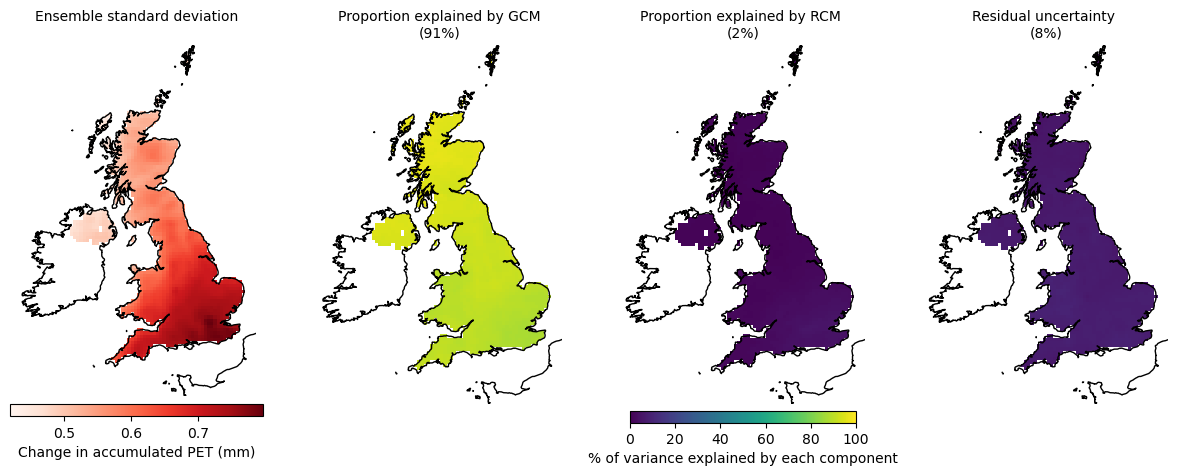 Ensemble standard deviation
Proportion explained by GCM
(91%)
Proportion explained by RCM
(2%)
Residual uncertainty
(8%)
0.5 0.6 0.7
Change in accumulated PET (mm)
0 20 40 60 80 100
% of variance explained by each component